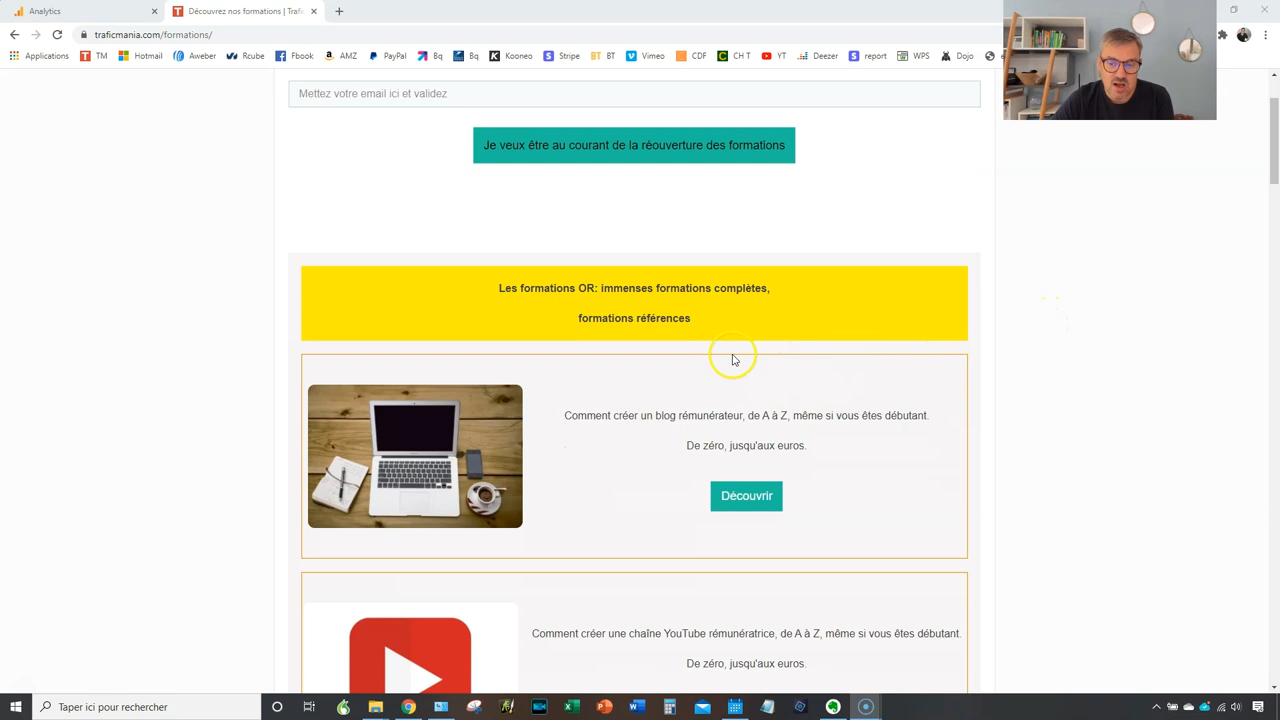 Analytics
Découvrez nos formations | Tr
traficmania.com/formations/
Applications TM Hotmail Aweber Rcube Fbook AM PayPal Bq Bq Kooneo Stripe BT Vimeo CDF CH T YT Deezer report WPS Dojo
Mettez votre email ici et validez
Je veux être au courant de la réouverture des formations
Les formations OR: immenses formations complètes,
formations références
Comment créer un blog rémunérateur, de A à Z, même si vous êtes débutant.
De zéro, jusqu'aux euros.
Découvrir
Comment créer une chaîne YouTube rémunératrice, de A à Z, même si vous êtes débutant.
De zéro, jusqu'aux euros.
Taper ici pour rechercher